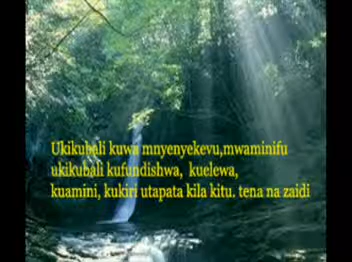 Ukikubali kuwa mnyenyekevu,mwaminifu
ukikubali kufundishwa, kuelewa,
kuamini, kukiri utapata kila kitu. tena na zaidi